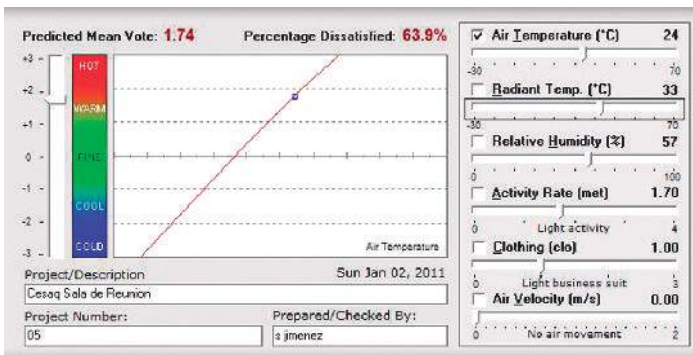 Predicted Mean Vote: 1.74
Percentage Dissatisfied: 63.9%
+3 -
+2 -
+1 -
0 -
-1 -
-2 -
-3 -
HOT
WARM
FINE
COOL
COLD
Air Temperature
Project/Description
Sun Jan 02, 2011
Cesaq Sala de Reunion
Project Number:
Prepared/Checked By:
05
s jimenez
Air Temperature (°C) 24
-30 70
Radiant Temp. (°C) 33
-30 70
Relative Humidity (%) 57
0 100
Activity Rate (met) 1.70
0 Light activity 4
Clothing (clo) 1.00
0 Light business suit 3
Air Velocity (m/s) 0.00
0 No air movement 2